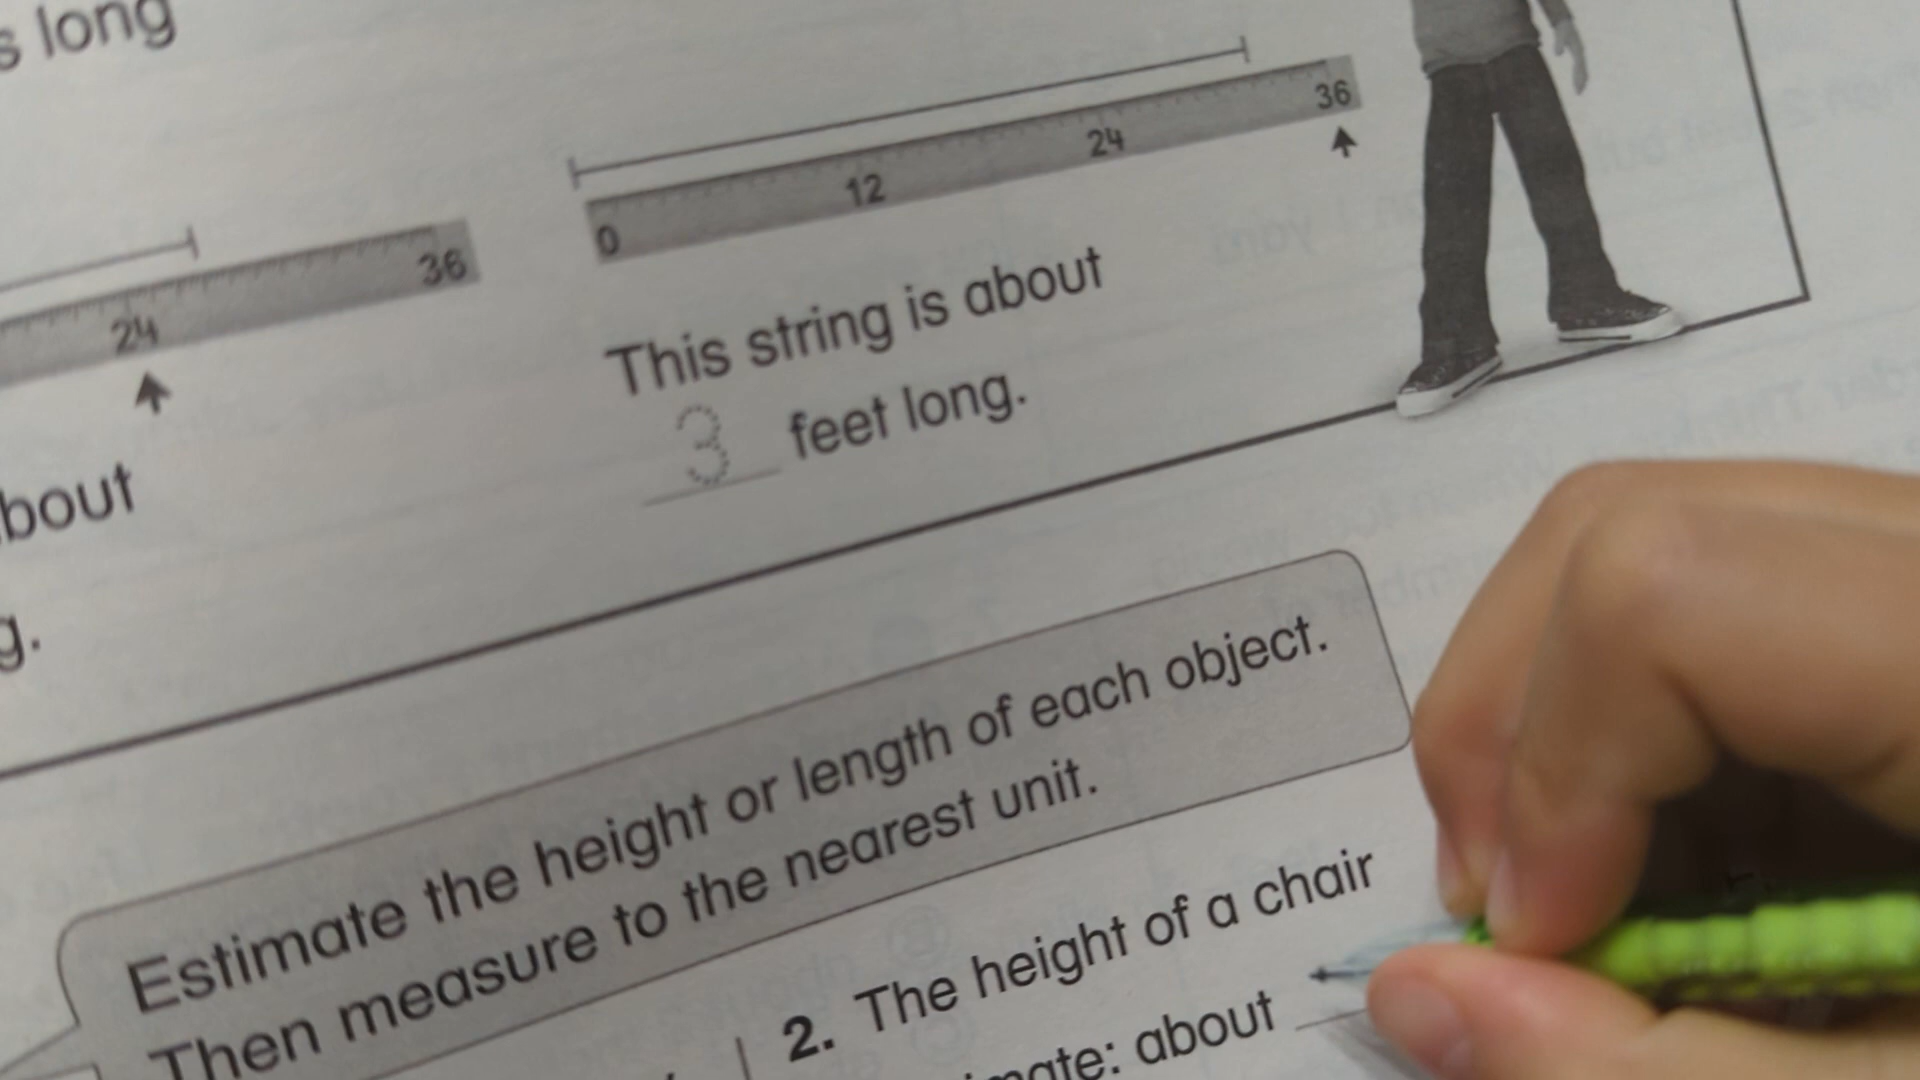 s long
36
24
bout
g.
0 12 24 36
This string is about
3 feet long.
Estimate the height or length of each object.
Then measure to the nearest unit.
2. The height of a chair
mate: about